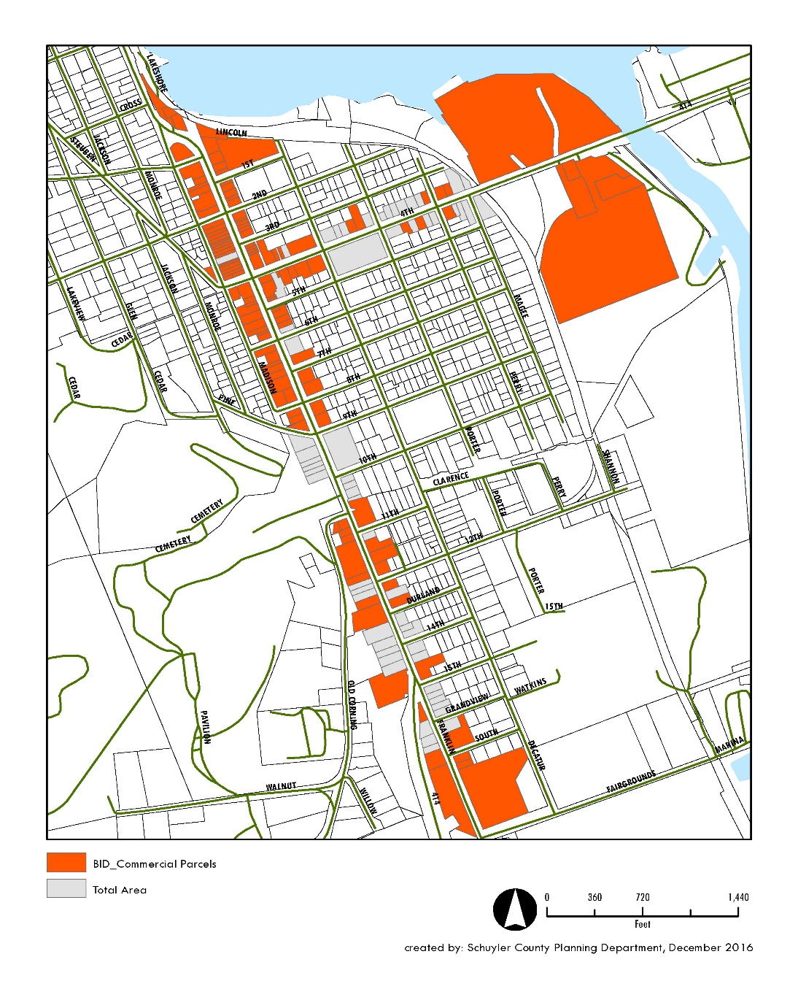 LAKESHORE
CROSS
LINCOLN
414
STEUBEN
JACKSON
1ST
MONROE
2ND
4TH
3RD
JACKSON
5TH
LAKEVIEW
GLEN
MONROE
MAGEE
6TH
CEDAR
7TH
MADISON
8TH
CEDAR
CEDAR
PERRY
PINE
9TH
PORTER
10TH
SHANNON
CLARENCE
PERRY
PORTER
CEMETERY
11TH
CEMETERY
12TH
PORTER
DURLAND
15TH
14TH
15TH
OLD CORNING
WATKINS
GRANDVIEW
PAVILION
FRANKLIN
SOUTH
DECATUR
MARINA
WALNUT
FAIRGROUNDS
WILLOW
414
BID_Commercial Parcels
Total Area
0 360 720 1,440
Feet
created by: Schuyler County Planning Department, December 2016